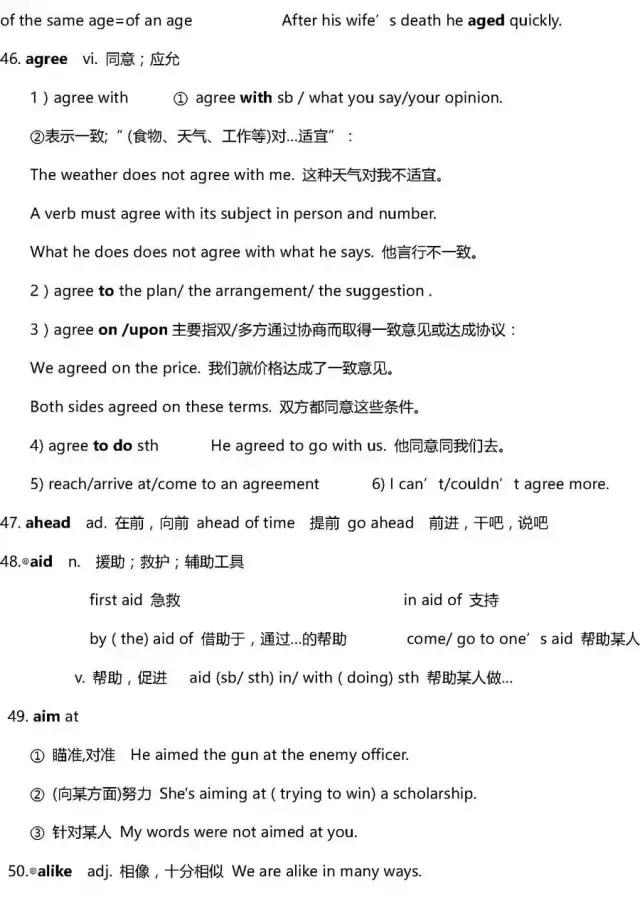 of the same age=of an age After his wife’s death he aged quickly.
46. agree vi. 同意；应允
1）agree with ① agree with sb / what you say/your opinion.
②表示一致;“ (食物、天气、工作等)对…适宜” ：
The weather does not agree with me. 这种天气对我不适宜。
A verb must agree with its subject in person and number.
What he does does not agree with what he says. 他言行不一致。
2）agree to the plan/ the arrangement/ the suggestion .
3）agree on /upon 主要指双/多方通过协商而取得一致意见或达成协议：
We agreed on the price. 我们就价格达成了一致意见。
Both sides agreed on these terms. 双方都同意这些条件。
4) agree to do sth He agreed to go with us. 他同意同我们去。
5) reach/arrive at/come to an agreement 6) I can’t/couldn’t agree more.
47. ahead ad. 在前，向前 ahead of time 提前 go ahead 前进，干吧，说吧
48.◎aid n. 援助；救护；辅助工具
first aid 急救 in aid of 支持
by ( the) aid of 借助于，通过…的帮助 come/ go to one’s aid 帮助某人
v. 帮助，促进 aid (sb/ sth) in/ with ( doing) sth 帮助某人做…
49. aim at
① 瞄准,对准 He aimed the gun at the enemy officer.
② (向某方面)努力 She's aiming at ( trying to win) a scholarship.
③ 针对某人 My words were not aimed at you.
50.◎alike adj. 相像，十分相似 We are alike in many ways.